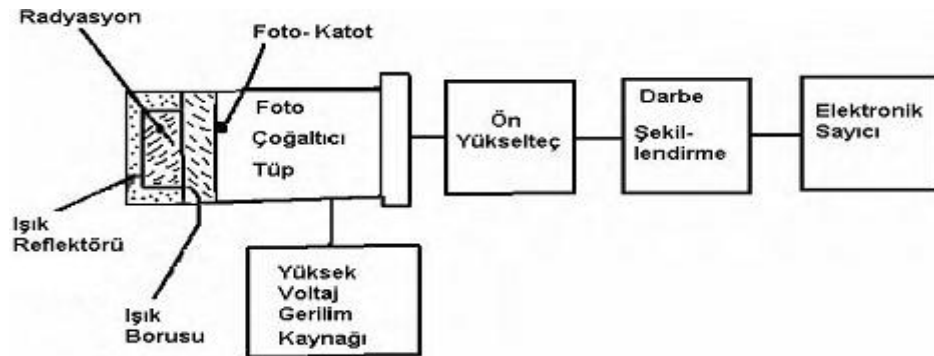 Radyasyon
Foto- Katot
Foto
Çoğaltıcı
Tüp
Ön
Yükselteç
Darbe
Şekil-
lendirme
Elektronik
Sayıcı
Işık
Reflektörü
Işık
Borusu
Yüksek
Voltaj
Gerilim
Kaynağı